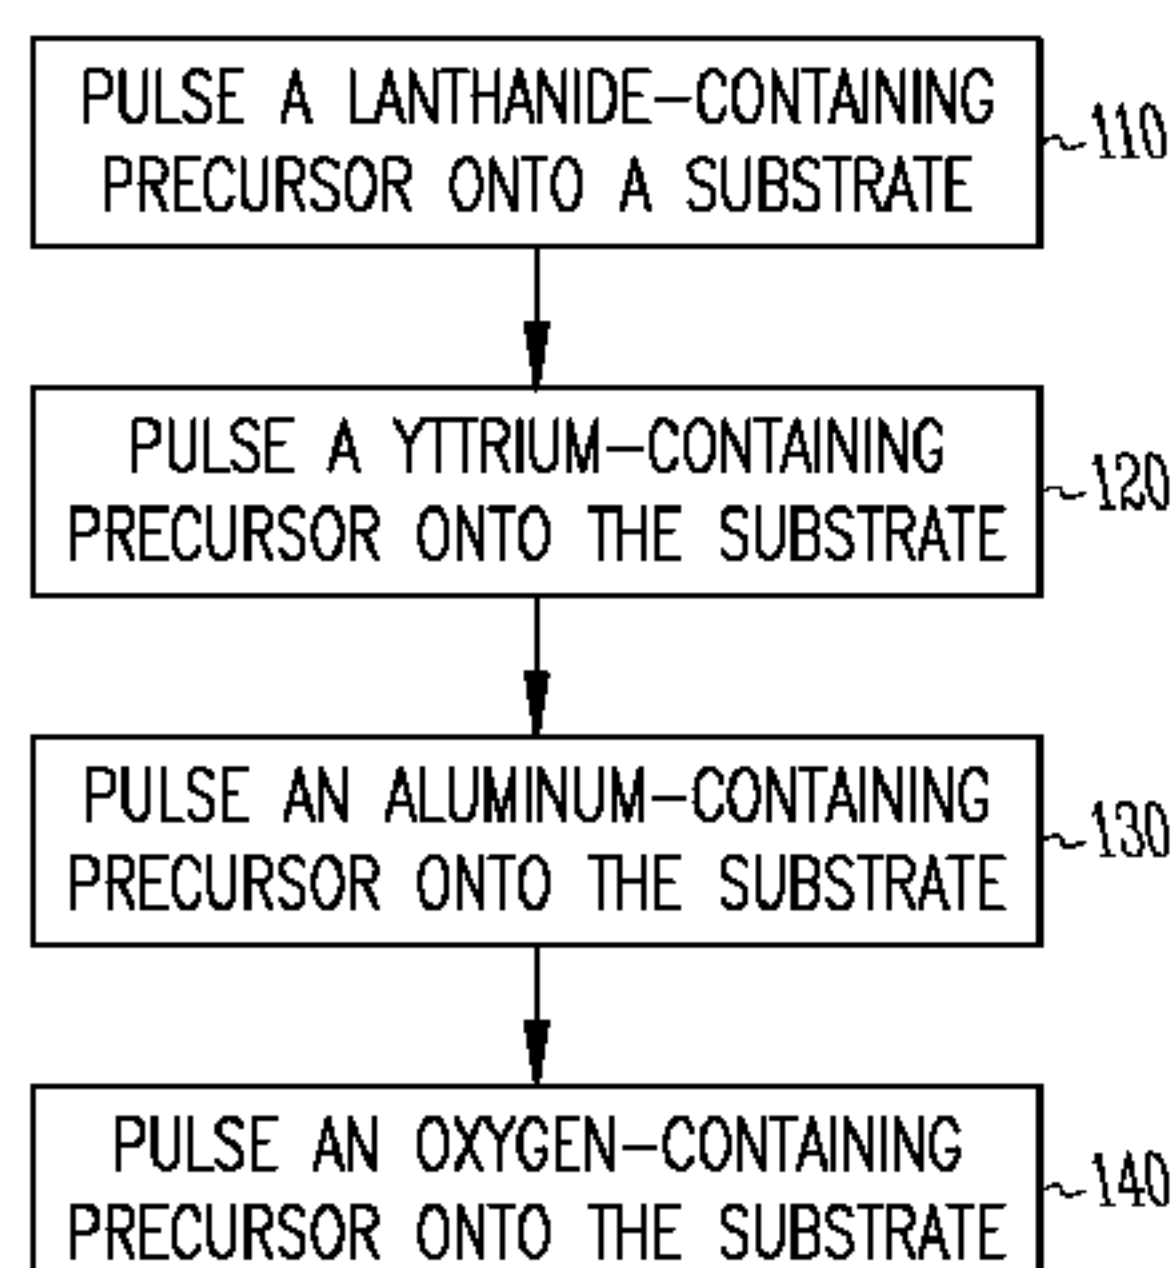 PULSE A LANTHANIDE-CONTAINING
PRECURSOR ONTO A SUBSTRATE
110
PULSE A YTTRIUM-CONTAINING
PRECURSOR ONTO THE SUBSTRATE
120
PULSE AN ALUMINUM-CONTAINING
PRECURSOR ONTO THE SUBSTRATE
130
PULSE AN OXYGEN-CONTAINING
PRECURSOR ONTO THE SUBSTRATE
140